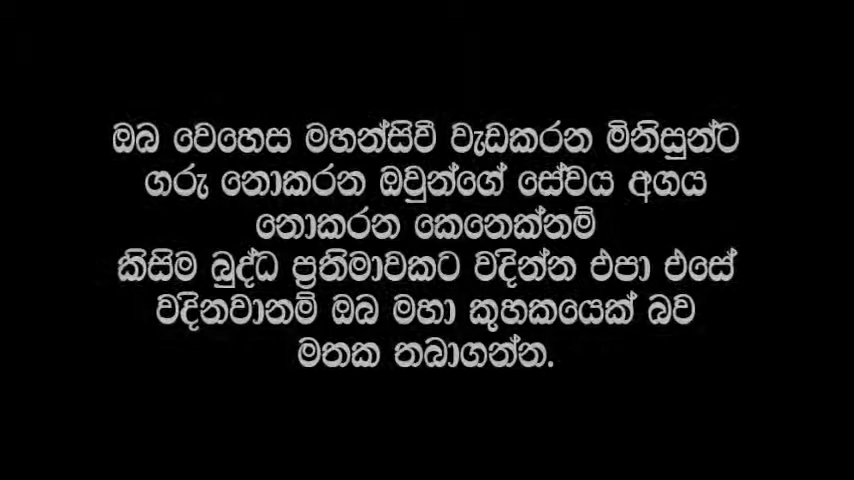 ඔබ වෙහෙස මහන්සිවී වැඩකරන මිනිසුන්ට
ගරු නොකරන ඔවුන්ගේ සේවය අගය
නොකරන කෙනෙක්නම්
කිසිම බුද්ධ ප්‍රතිමාවකට වදින්න එපා එසේ
වදිනවානම් ඔබ මහා කුහකයෙක් බව
මතක තබාගන්න.